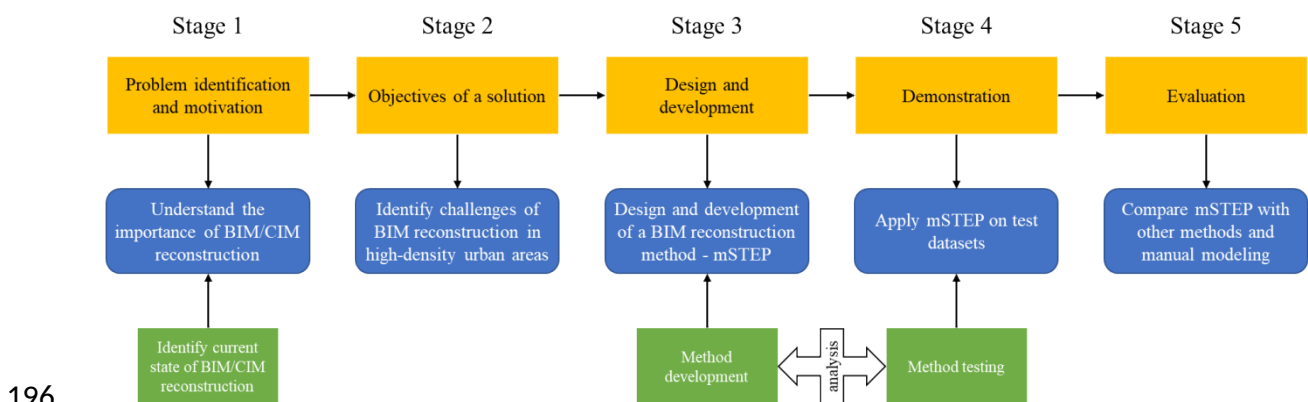 Stage 1
Stage 2
Stage 3
Stage 4
Stage 5
Problem identification
and motivation
Objectives of a solution
Design and
development
Demonstration
Evaluation
Understand the
importance of BIM/CIM
reconstruction
Identify challenges of
BIM reconstruction in
high-density urban areas
Design and development
of a BIM reconstruction
method - mSTEP
Apply mSTEP on test
datasets
Compare mSTEP with
other methods and
manual modeling
Identify current
state of BIM/CIM
reconstruction
Method
development
analysis
Method testing
196